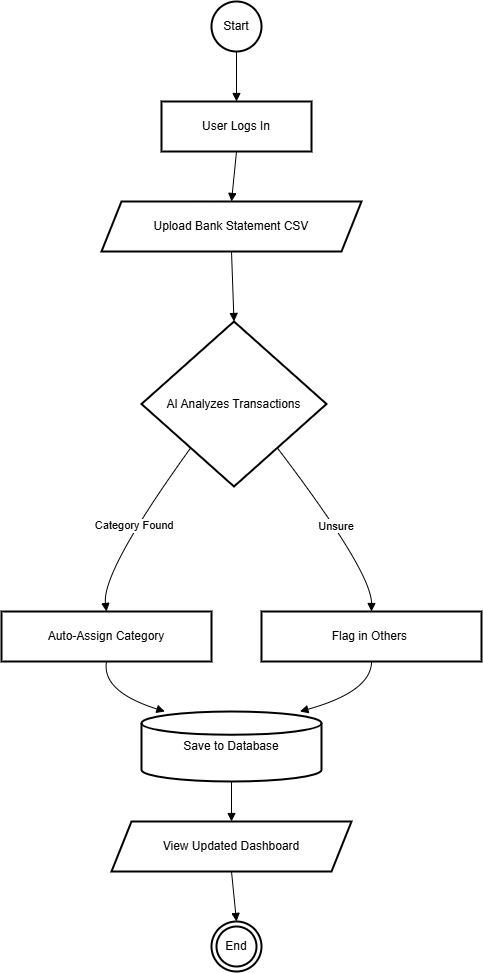 Start
User Logs In
Upload Bank Statement CSV
AI Analyzes Transactions
Category Found
Unsure
Auto-Assign Category
Flag in Others
Save to Database
View Updated Dashboard
End